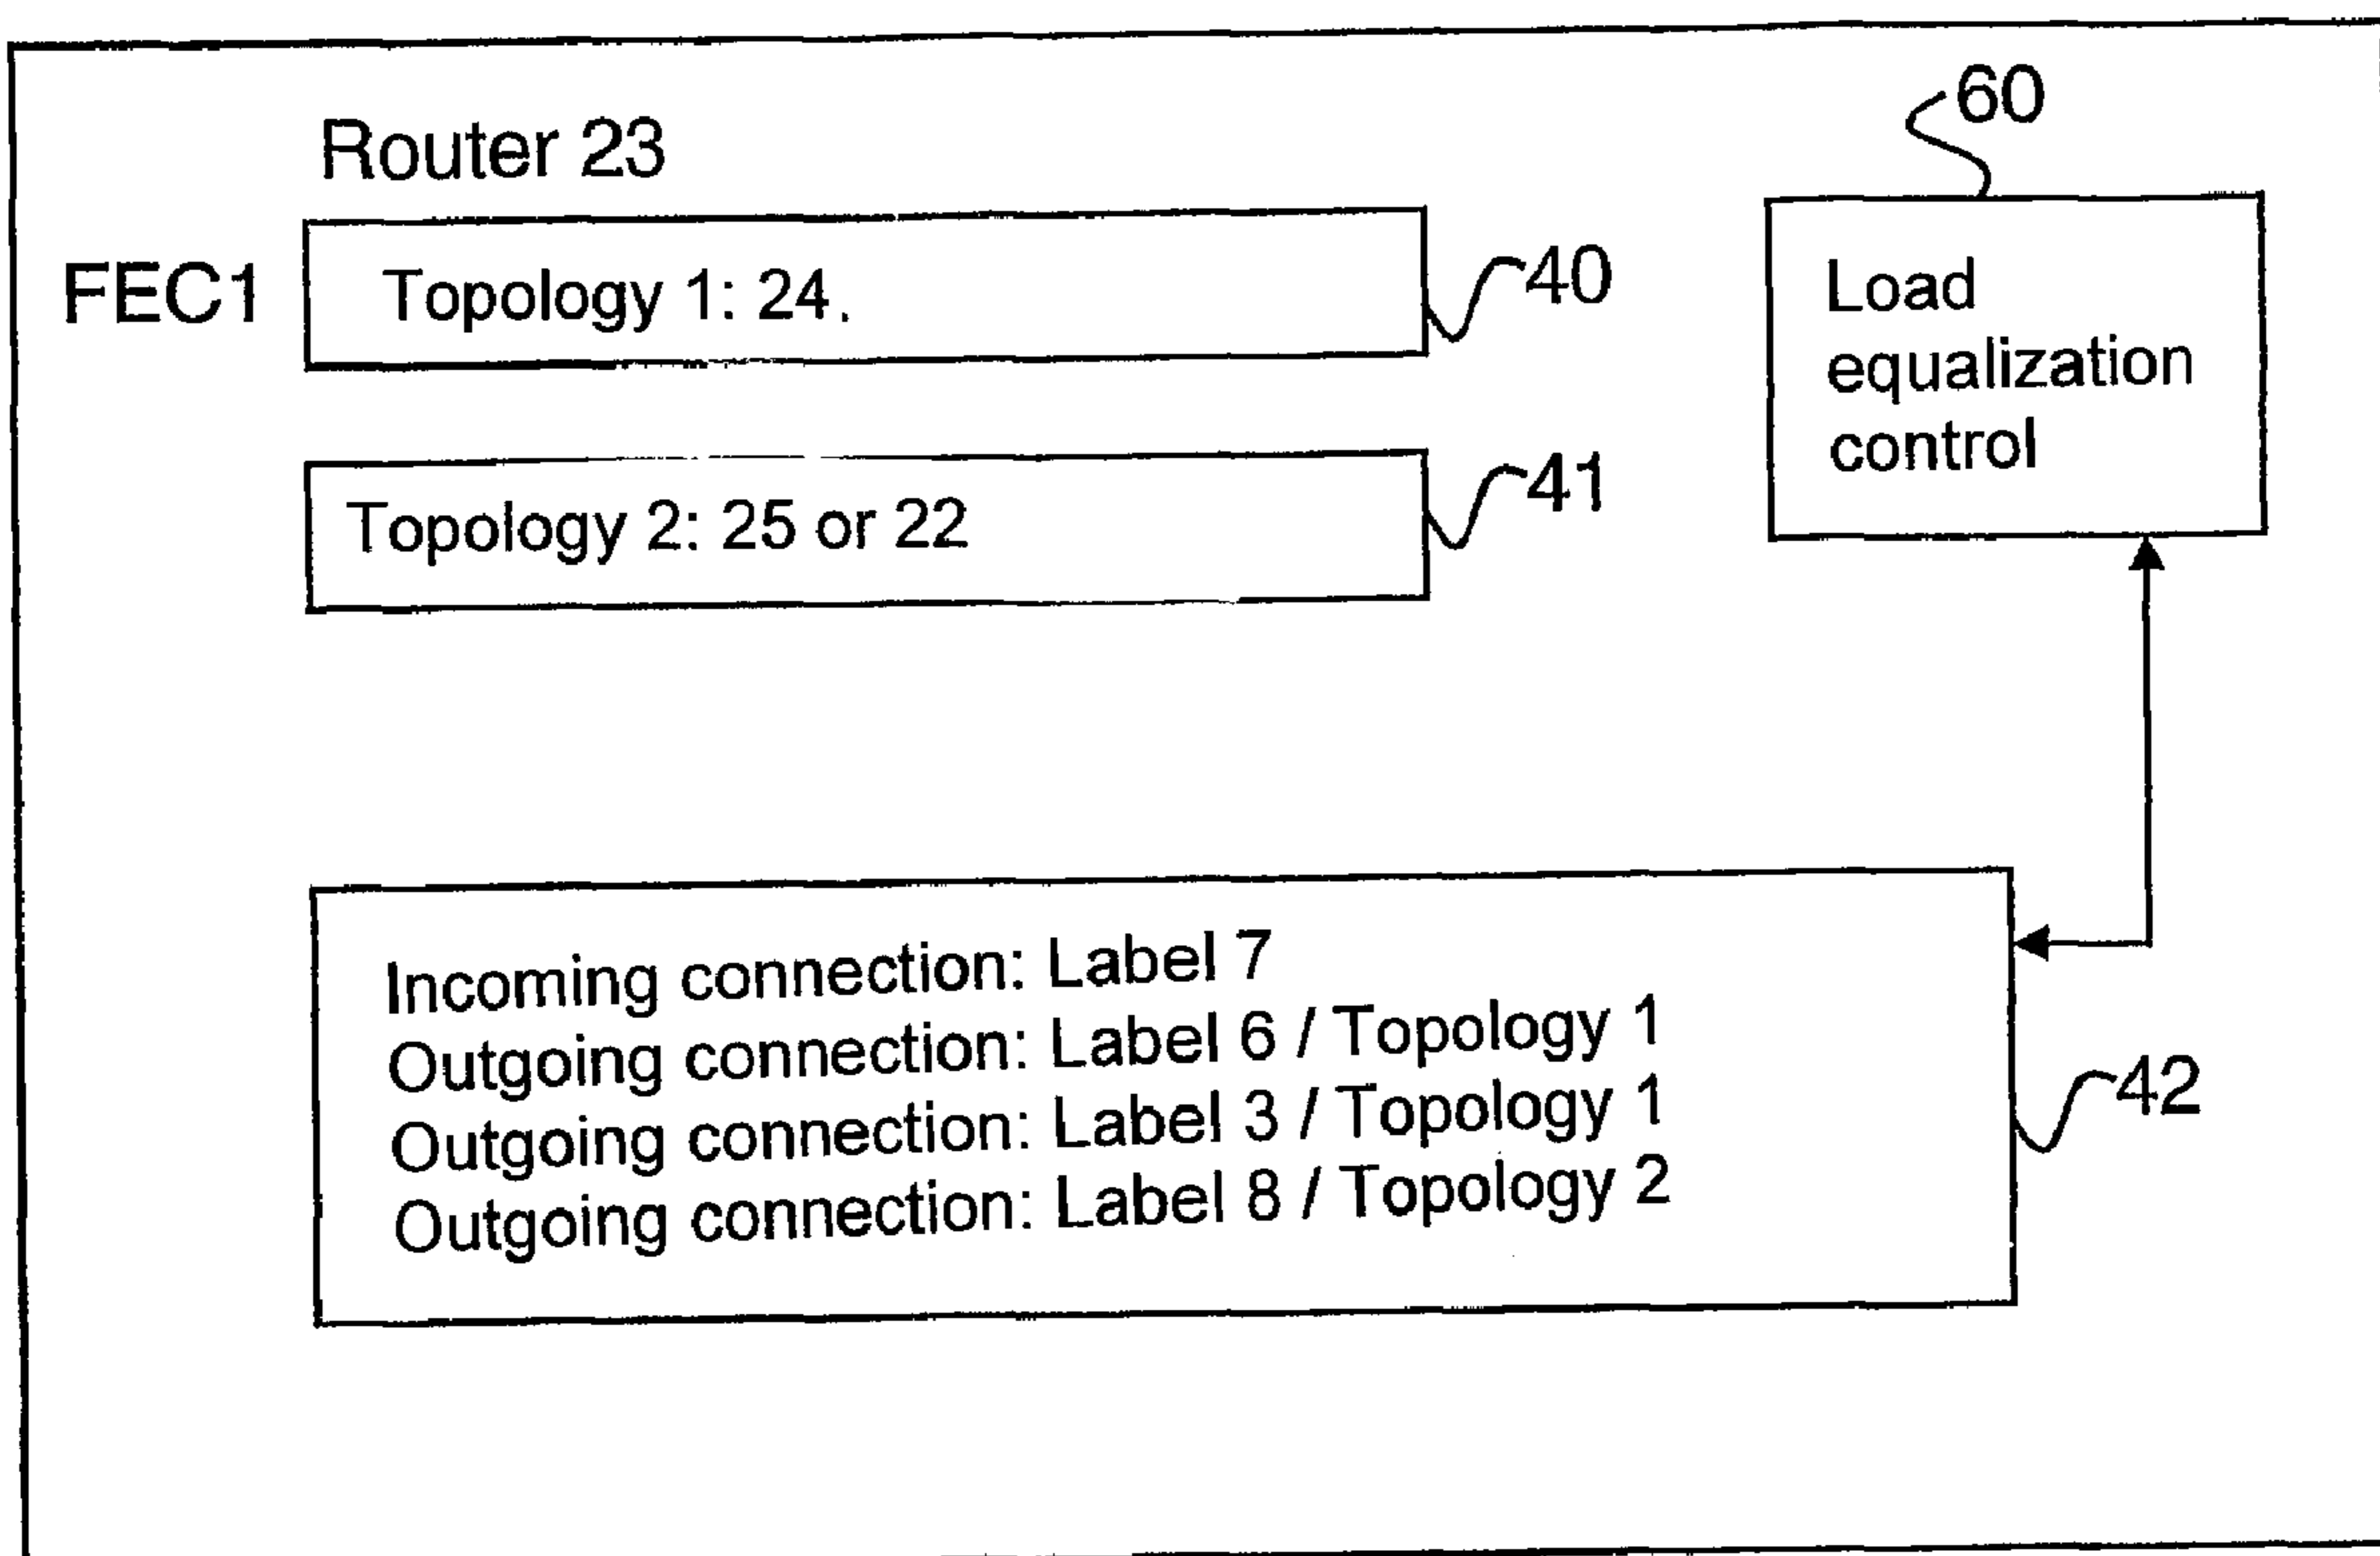 60
Router 23
FEC1
Topology 1: 24.
40
Load
equalization
control
Topology 2: 25 or 22
41
Incoming connection: Label 7
Outgoing connection: Label 6 / Topology 1
Outgoing connection: Label 3 / Topology 1
Outgoing connection: Label 8 / Topology 2
42